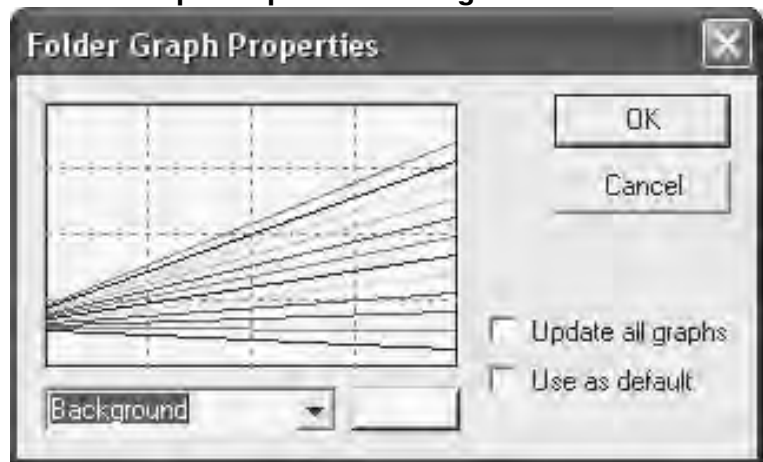 Folder Graph Properties
OK
Cancel
Update all graphs
Use as default
Background